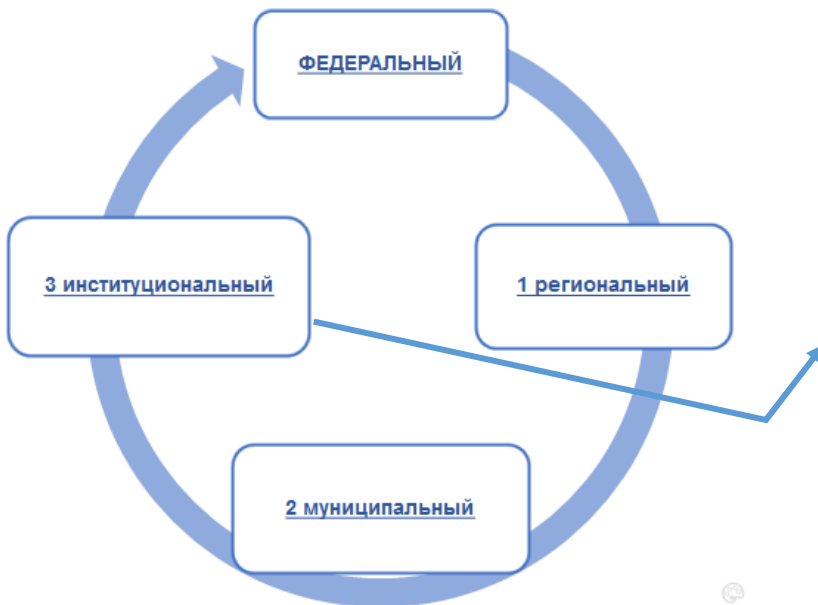 ФЕДЕРАЛЬНЫЙ
1 региональный
2 муниципальный
3 институциональный